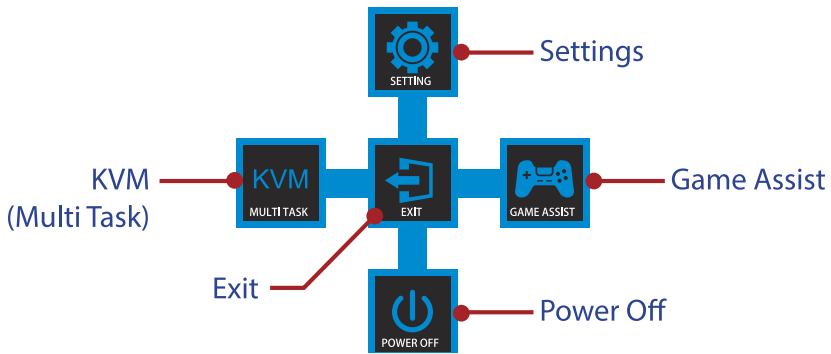 SETTING
Settings
KVM
(Multi Task)
KVM
MULTI TASK
EXIT
GAME ASSIST
Game Assist
Exit
POWER OFF
Power Off